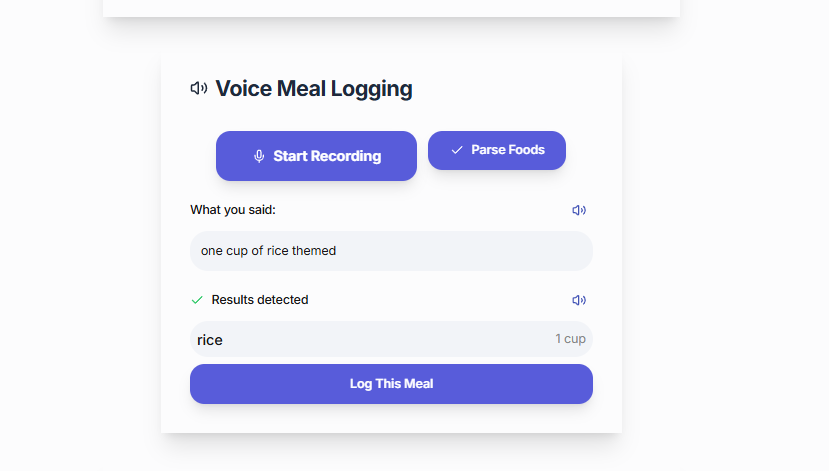 Voice Meal Logging
Start Recording
Parse Foods
What you said:
one cup of rice themed
Results detected
rice
1 cup
Log This Meal